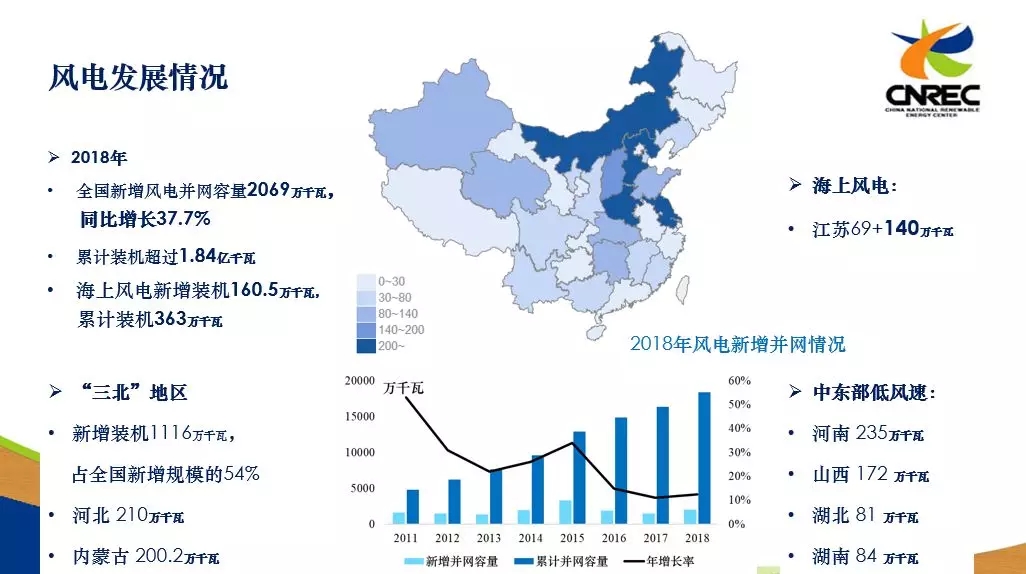 风电发展情况
CNREC
CHINA NATIONAL RENEWABLE
ENERGY CENTER
➢ 2018年
• 全国新增风电并网容量2069万千瓦，
同比增长37.7%
• 累计装机超过1.84亿千瓦
• 海上风电新增装机160.5万千瓦,
累计装机363万千瓦
0~30
30~80
80~140
140~200
200~
2018年风电新增并网情况
➢ 海上风电：
• 江苏69+140万千瓦
➢ “三北”地区
• 新增装机1116万千瓦，
占全国新增规模的54%
• 河北 210万千瓦
• 内蒙古 200.2万千瓦
万千瓦
20000
15000
10000
5000
0
60%
50%
40%
30%
20%
10%
0%
2011 2012 2013 2014 2015 2016 2017 2018
新增并网容量 累计并网容量 年增长率
➢ 中东部低风速：
• 河南 235万千瓦
• 山西 172 万千瓦
• 湖北 81 万千瓦
• 湖南 84 万千瓦